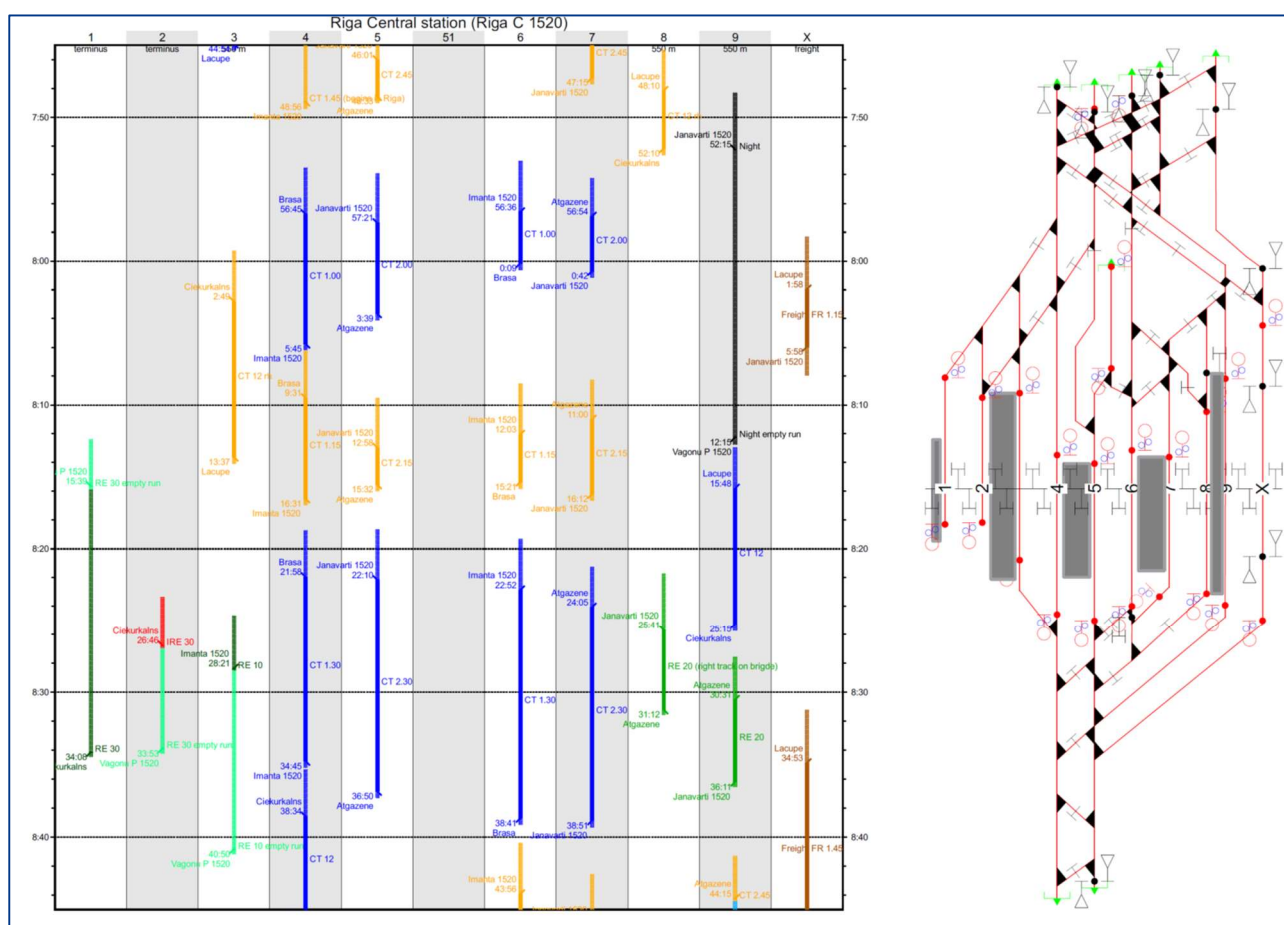 Riga Central station (Riga C 1520)
1 2 3 4 5 51 6 7 8 9 X
terminus terminus 550 m 550 m freight
Lacupe
46:01
CT 2.45
Atgazene
48:56
Imanta 1520
CT 2.45
47:15
Janavarti 1520
Lacupe
48:10
CT 12 rt
52:10
Ciekurkalns
7:50 7:50
Janavarti 1520
52:15
Night
Brasa
56:45
CT 1.00
5:45
Imanta 1520
Janavarti 1520
57:21
CT 2.00
3:39
Atgazene
Imanta 1520
56:36
CT 1.00
0:09
Brasa
Atgazene
56:54
CT 2.00
0:42
Janavarti 1520
8:00 8:00
Ciekurkalns
2:49
CT 12 rt
13:37
Lacupe
Lacupe
1:58
Freight FR 1.15
5:58
Janavarti 1520
8:10 8:10
Brasa
9:31
CT 1.15
16:31
Imanta 1520
Janavarti 1520
12:58
CT 2.15
15:32
Atgazene
Imanta 1520
12:03
CT 1.15
15:21
Brasa
Atgazene
11:00
CT 2.15
16:12
Janavarti 1520
Night empty run
12:15
Vagonu P 1520
P 1520
15:39
RE 30 empty run
Lacupe
15:48
CT 12
25:15
Ciekurkalns
8:20 8:20
Brasa
21:58
CT 1.30
34:45
Imanta 1520
Janavarti 1520
22:10
CT 2.30
36:50
Atgazene
Imanta 1520
22:52
CT 1.30
38:41
Brasa
Atgazene
24:05
CT 2.30
38:51
Janavarti 1520
Janavarti 1520
25:41
RE 20 (right track on brigde)
31:12
Atgazene
Ciekurkalns
26:46
IRE 30
Imanta 1520
28:21
RE 10
8:30 8:30
Atgazene
30:31
RE 20
36:11
Janavarti 1520
RE 30
34:08
RE 30 empty run
33:53
Vagonu P 1520
Lacupe
34:53
Freight FR 1.45
Ciekurkalns
38:34
CT 12
8:40 8:40
RE 10 empty run
40:50
Vagonu P 1520
Imanta 1520
43:56
Atgazene
44:15
CT 2.45
1 2 4 5 6 7 8 9 X